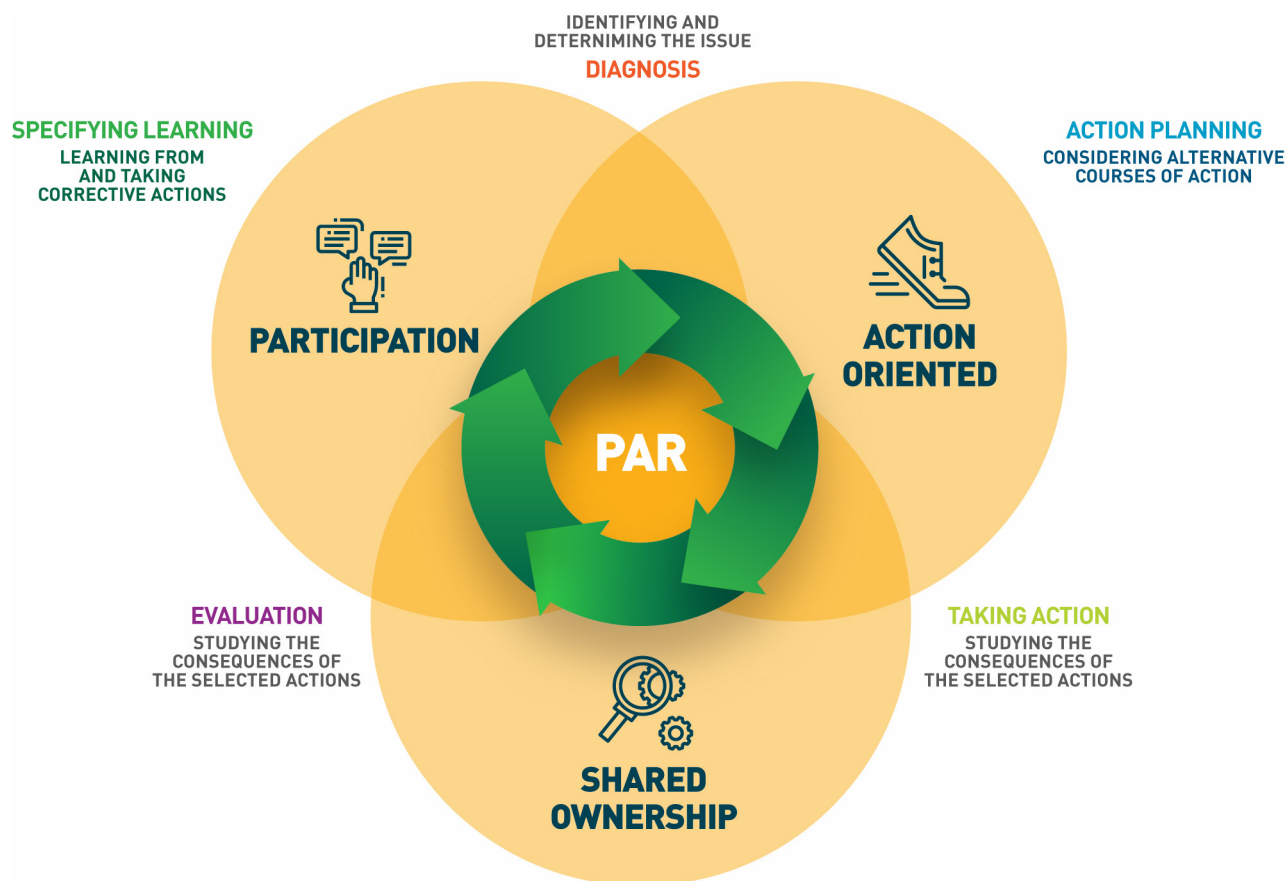 IDENTIFYING AND
DETERNIMING THE ISSUE
DIAGNOSIS
SPECIFYING LEARNING
LEARNING FROM
AND TAKING
CORRECTIVE ACTIONS
ACTION PLANNING
CONSIDERING ALTERNATIVE
COURSES OF ACTION
PARTICIPATION
ACTION
ORIENTED
PAR
EVALUATION
STUDYING THE
CONSEQUENCES OF
THE SELECTED ACTIONS
TAKING ACTION
STUDYING THE
CONSEQUENCES OF
THE SELECTED ACTIONS
SHARED
OWNERSHIP